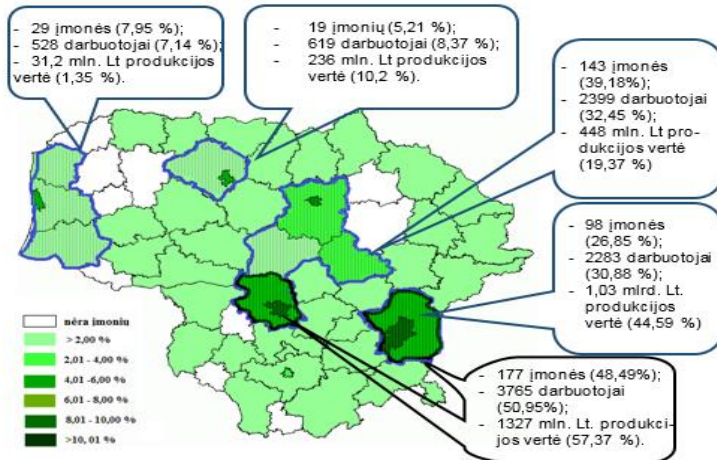 - 29 įmonės (7,95 %);
- 528 darbuotojai (7,14 %);
- 31,2 mln. Lt produkcijos
vertė (1,35 %).
- 19 įmonių (5,21 %);
- 619 darbuotojai (8,37 %);
- 236 mln. Lt produkcijos
vertė (10,2 %).
- 143 įmonės
(39,18%);
- 2399 darbuotojai
(32,45 %);
- 448 mln. Lt pro-
dukcijos vertė
(19,37 %)
- 98 įmonės
(26,85 %);
- 2283 darbuotojai
(30,88 %);
- 1,03 mlrd. Lt.
produkcijos
vertė (44,59 %)
- 177 įmonės (48,49%);
- 3765 darbuotojai
(50,95%);
- 1327 mln. Lt. produkci-
jos vertė (57,37 %).
nėra įmonių
> 2,00 %
2,01 - 4,00 %
4,01 -6,00 %
6,01 - 8,00 %
8,01 - 10,00 %
>10, 01 %